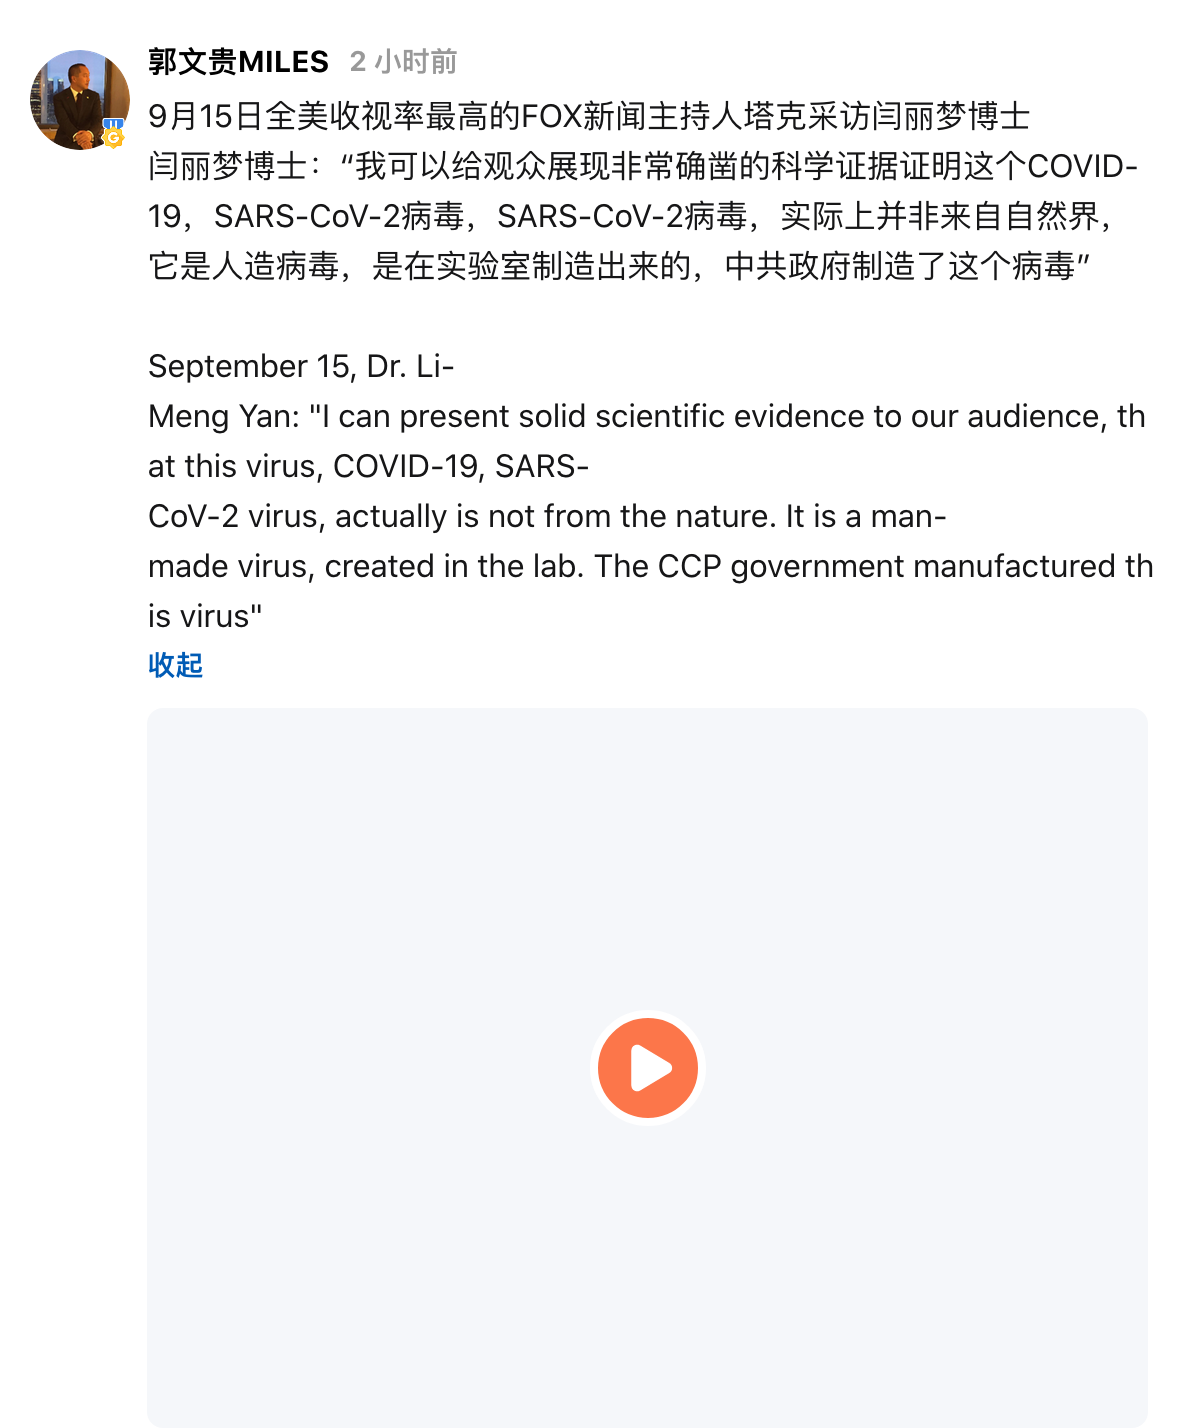 郭文贵MILES 2 小时前
9月15日全美收视率最高的FOX新闻主持人塔克采访闫丽梦博士
闫丽梦博士：“我可以给观众展现非常确凿的科学证据证明这个COVID-
19，SARS-CoV-2病毒，SARS-CoV-2病毒，实际上并非来自自然界，
它是人造病毒，是在实验室制造出来的，中共政府制造了这个病毒”
September 15, Dr. Li-
Meng Yan: "I can present solid scientific evidence to our audience, th
at this virus, COVID-19, SARS-
CoV-2 virus, actually is not from the nature. It is a man-
made virus, created in the lab. The CCP government manufactured th
is virus"
收起